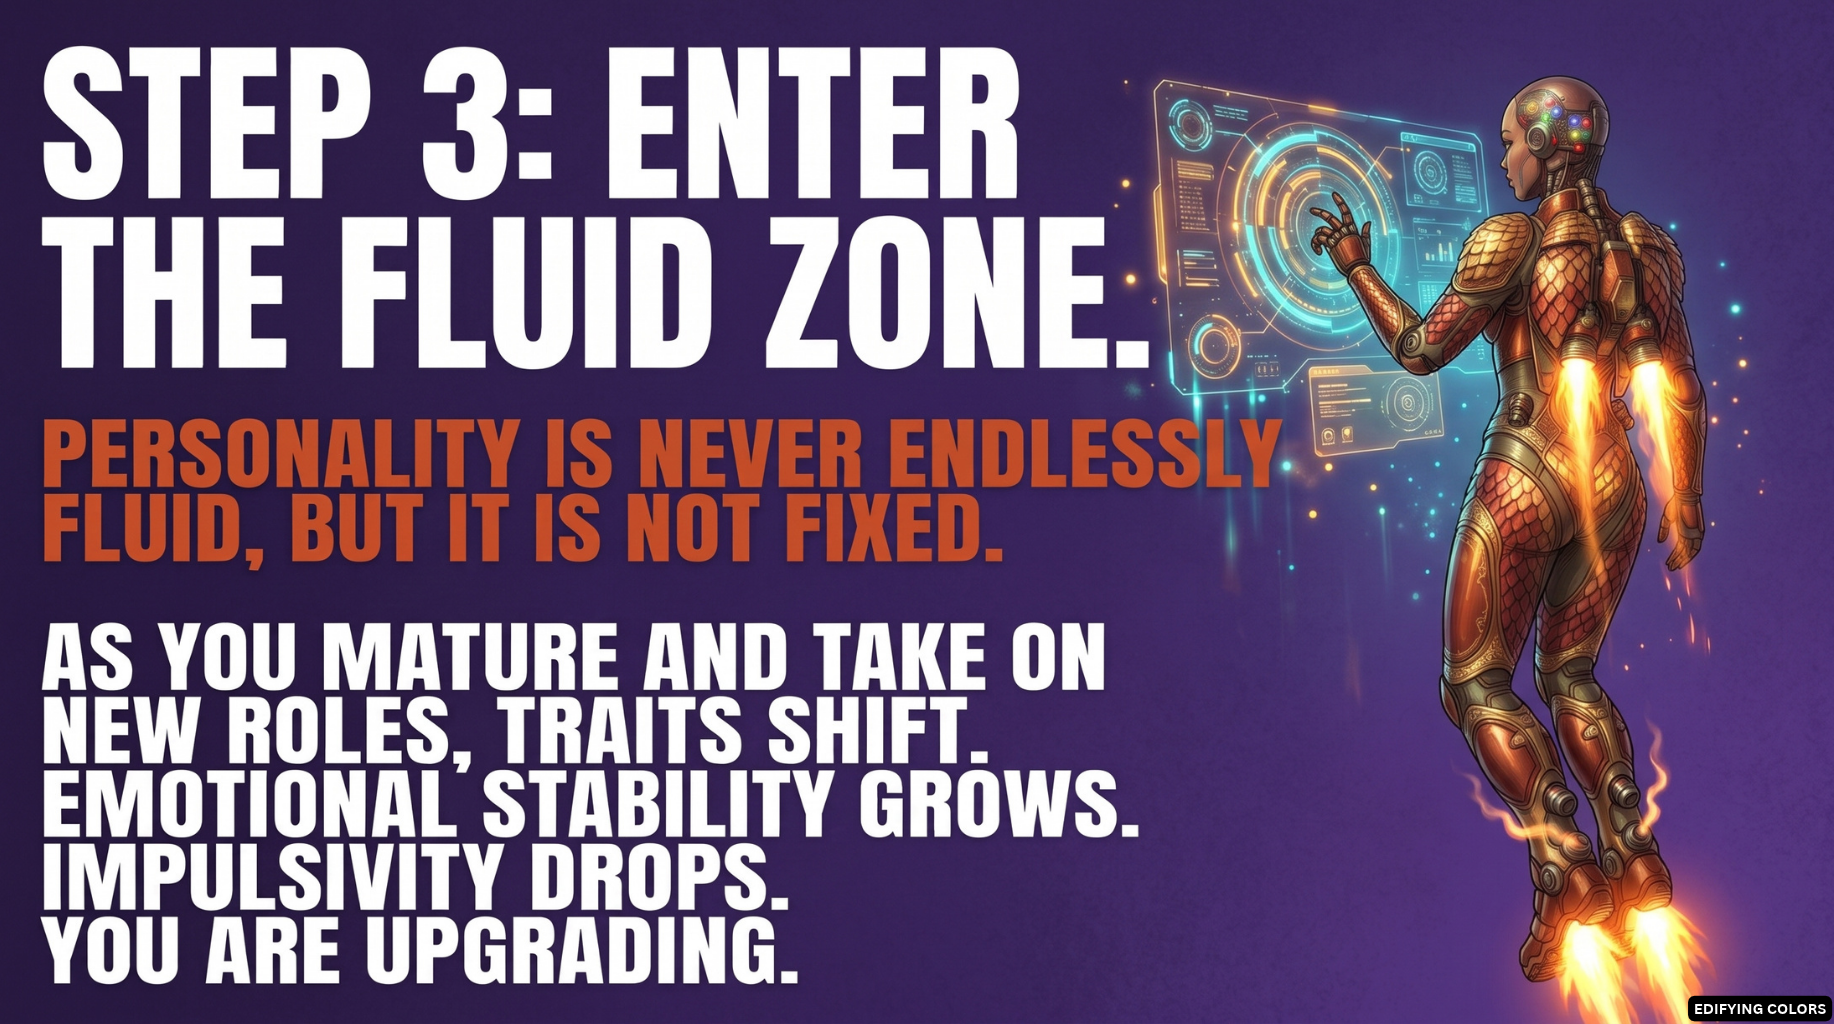 STEP 3: ENTER
THE FLUID ZONE.
PERSONALITY IS NEVER ENDLESSLY
FLUID, BUT IT IS NOT FIXED.
AS YOU MATURE AND TAKE ON
NEW ROLES, TRAITS SHIFT.
EMOTIONAL STABILITY GROWS.
IMPULSIVITY DROPS.
YOU ARE UPGRADING.
EDIFYING COLORS